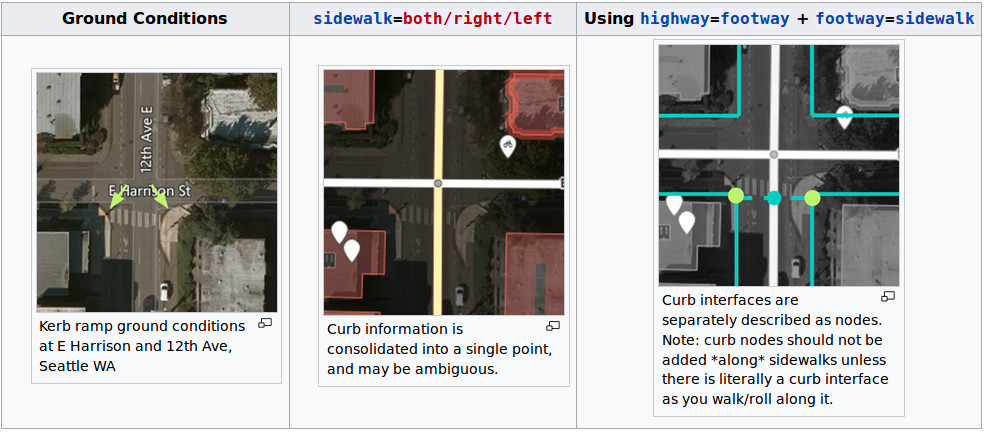 Ground Conditions
sidewalk=both/right/left
Using highway=footway + footway=sidewalk
12th Ave E
E Harrison St
Kerb ramp ground conditions
at E Harrison and 12th Ave,
Seattle WA
Curb information is
consolidated into a single point,
and may be ambiguous.
Curb interfaces are
separately described as nodes.
Note: curb nodes should not be
added *along* sidewalks unless
there is literally a curb interface
as you walk/roll along it.